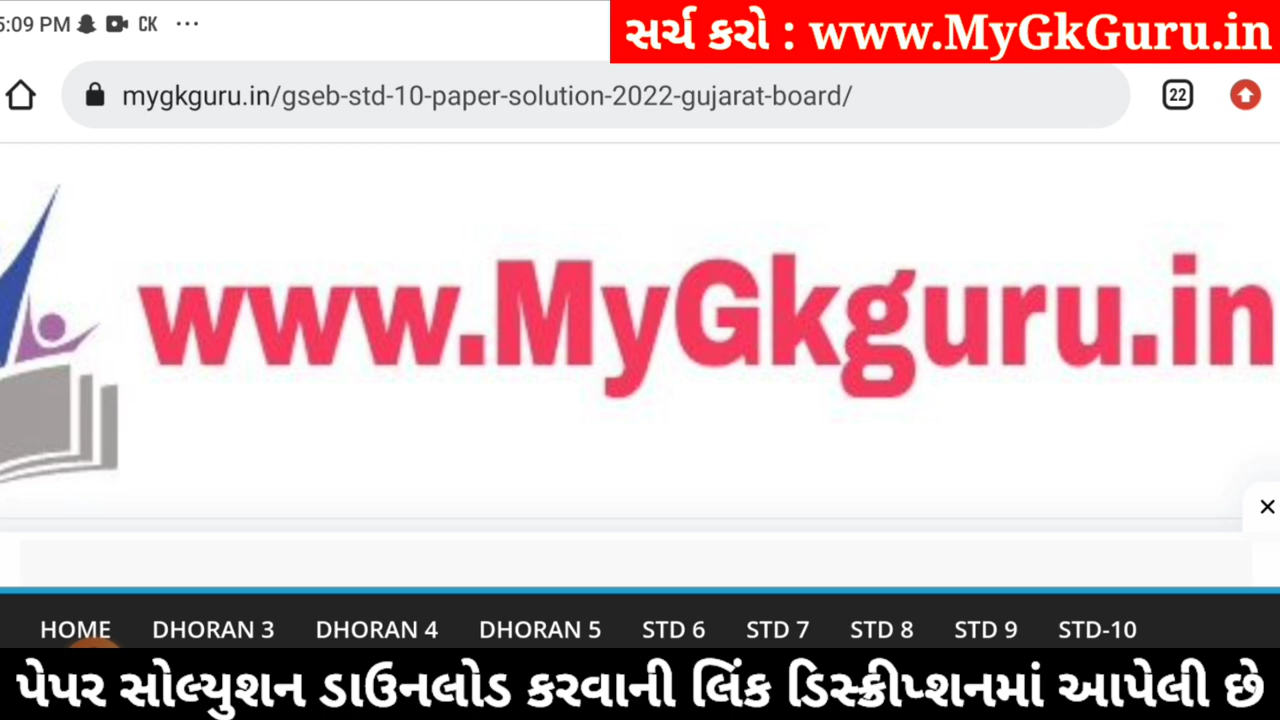 5:09 PM CK ...
સર્ચ કરો : www.MyGkGuru.in
mygkguru.in/gseb-std-10-paper-solution-2022-gujarat-board/
22
www.MyGkguru.in
HOME DHORAN 3 DHORAN 4 DHORAN 5 STD 6 STD 7 STD 8 STD 9 STD-10
પેપર સોલ્યુશન ડાઉનલોડ કરવાની લિંક ડિસ્ક્રીપ્શનમાં આપેલી છે